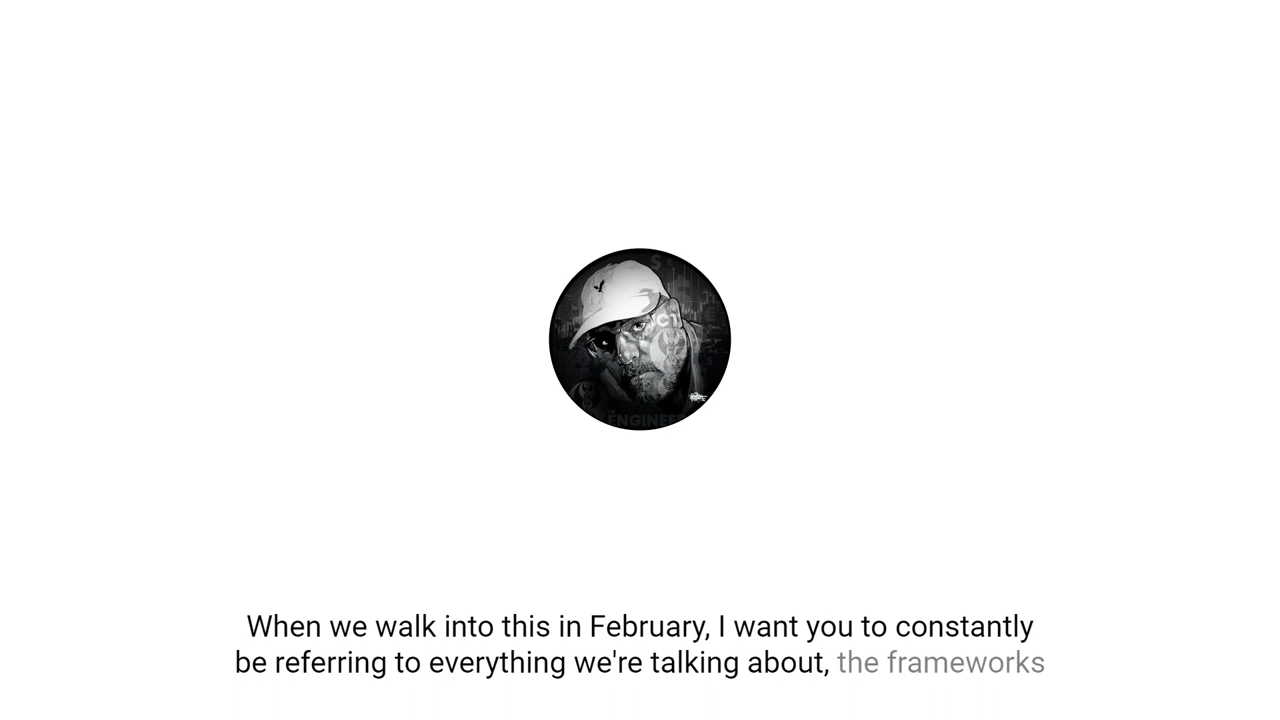 ENGINEER
When we walk into this in February, I want you to constantly
be referring to everything we're talking about, the frameworks